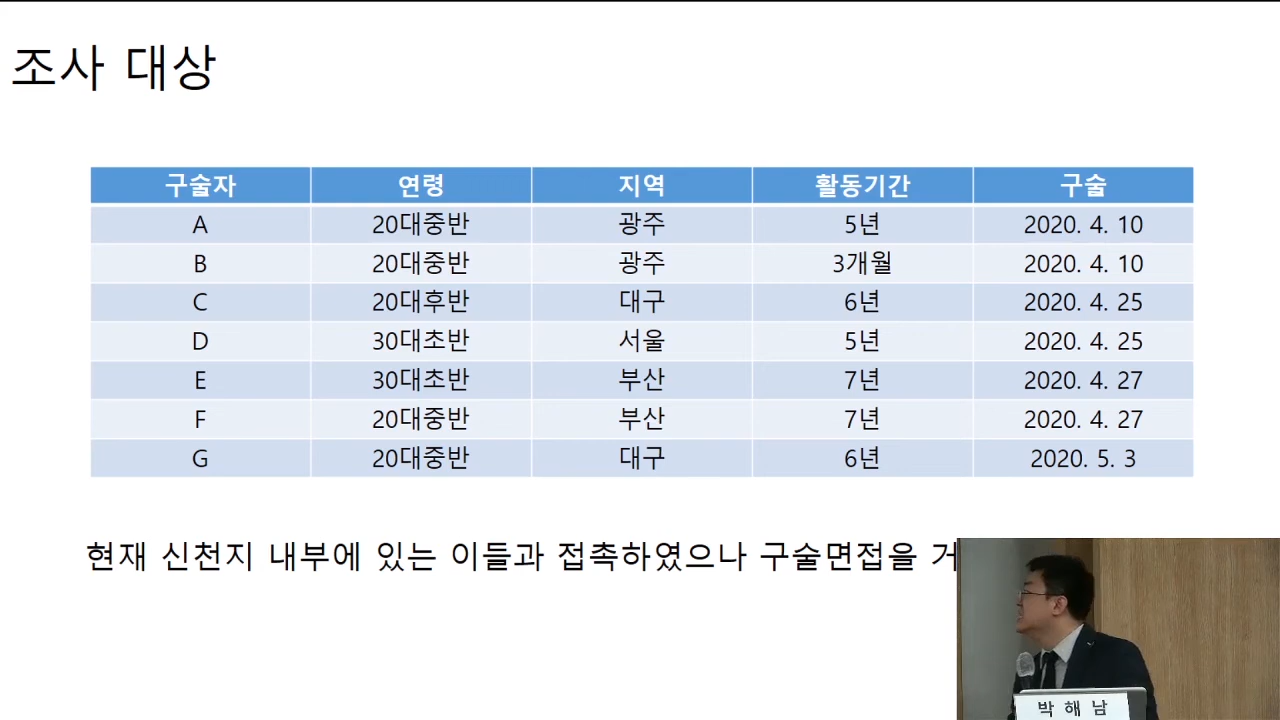 조사 대상
구술자 연령 지역 활동기간 구술
A 20대중반 광주 5년 2020. 4. 10
B 20대중반 광주 3개월 2020. 4. 10
C 20대후반 대구 6년 2020. 4. 25
D 30대초반 서울 5년 2020. 4. 25
E 30대초반 부산 7년 2020. 4. 27
F 20대중반 부산 7년 2020. 4. 27
G 20대중반 대구 6년 2020. 5. 3
현재 신천지 내부에 있는 이들과 접촉하였으나 구술면접을 거
박 해 남